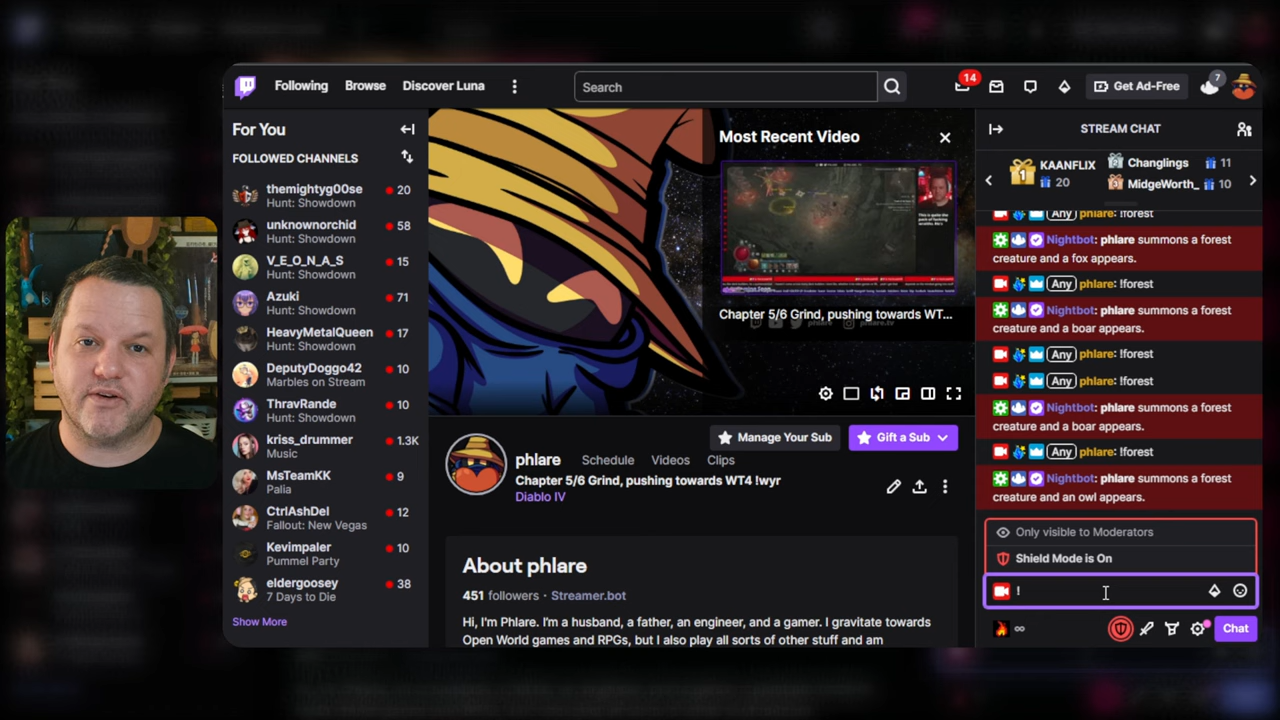 Following
Browse
Discover Luna
Search
14
Get Ad-Free
7
For You
FOLLOWED CHANNELS
themightyg00se 20
Hunt: Showdown
unknownorchid 58
Hunt: Showdown
V_E_O_N_A_S 15
Hunt: Showdown
Azuki 71
Hunt: Showdown
HeavyMetalQueen 17
Hunt: Showdown
DeputyDoggo42 10
Marbles on Stream
ThravRande 10
Hunt: Showdown
kriss_drummer 1.3K
Music
MsTeamKK 9
Palia
CtrlAshDel 12
Fallout: New Vegas
Kevimpaler 10
Pummel Party
eldergoosey 38
7 Days to Die
Show More
Most Recent Video
Chapter 5/6 Grind, pushing towards WT...
Manage Your Sub
Gift a Sub
phlare
Schedule
Videos
Clips
Chapter 5/6 Grind, pushing towards WT4 !wyr
Diablo IV
About phlare
451 followers · Streamer.bot
Hi, I'm Phlare. I'm a husband, a father, an engineer, and a gamer. I gravitate towards
Open World games and RPGs, but I also play all sorts of other stuff and am
STREAM CHAT
1 KAANFLIX 20
2 Changlings 11
3 MidgeWorth_ 10
Any phlare: !forest
Nightbot: phlare summons a forest
creature and a fox appears.
Any phlare: !forest
Nightbot: phlare summons a forest
creature and a boar appears.
Any phlare: !forest
Any phlare: !forest
Nightbot: phlare summons a forest
creature and a boar appears.
Any phlare: !forest
Nightbot: phlare summons a forest
creature and an owl appears.
Only visible to Moderators
Shield Mode is On
!
∞
Chat